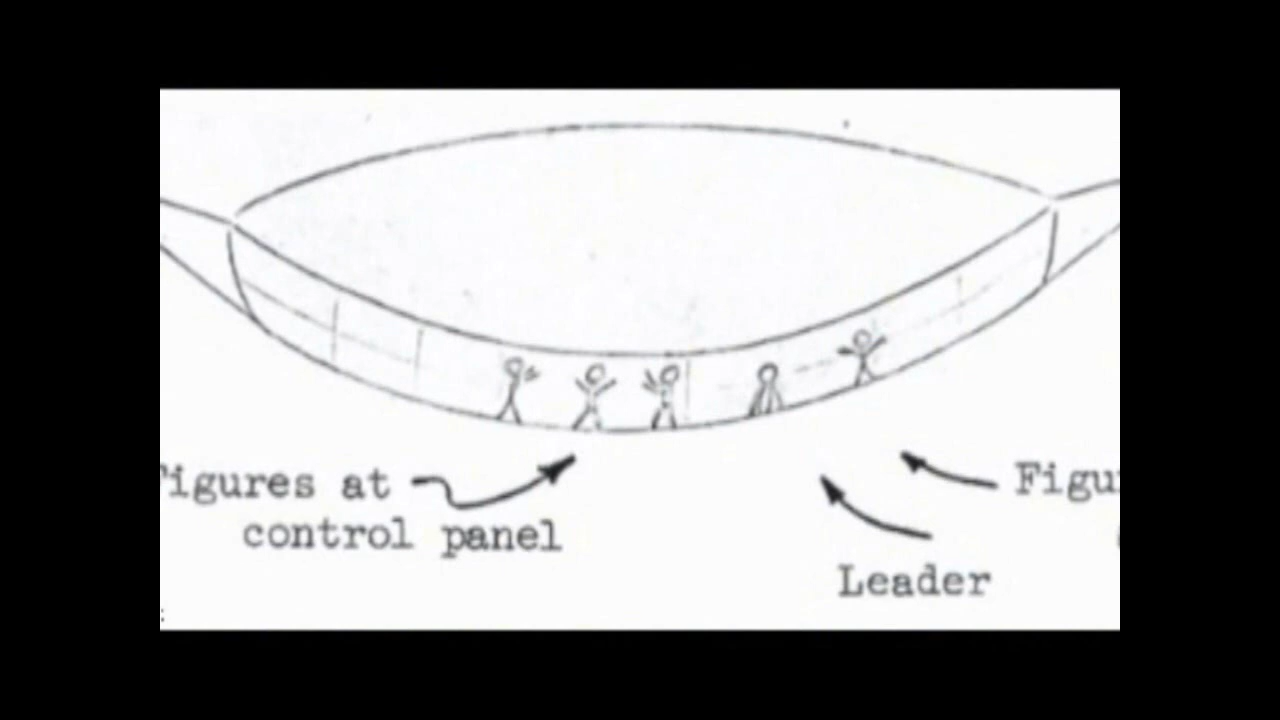 igures at
control panel
Figu
Leader